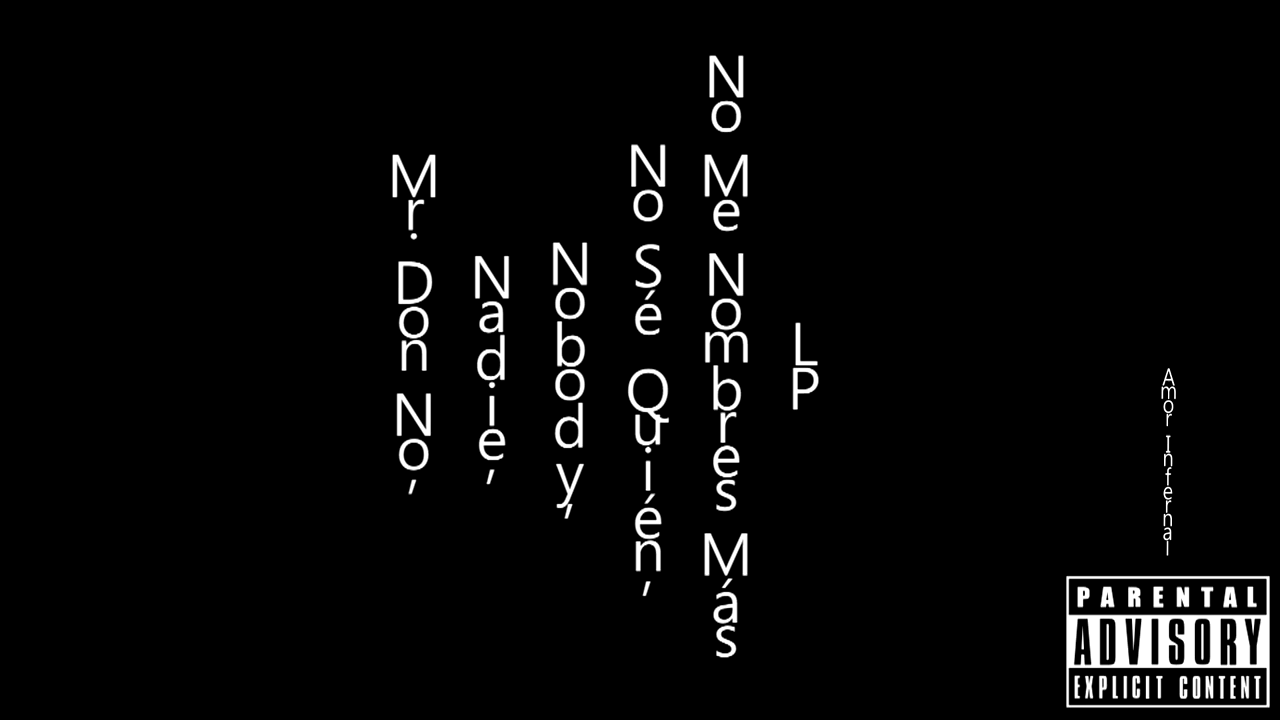 Mr. Don No,
Nadie,
Nobody,
No Sé Quién,
No Me Nombres Más
LP
Amor Infernal
PARENTAL
ADVISORY
EXPLICIT CONTENT